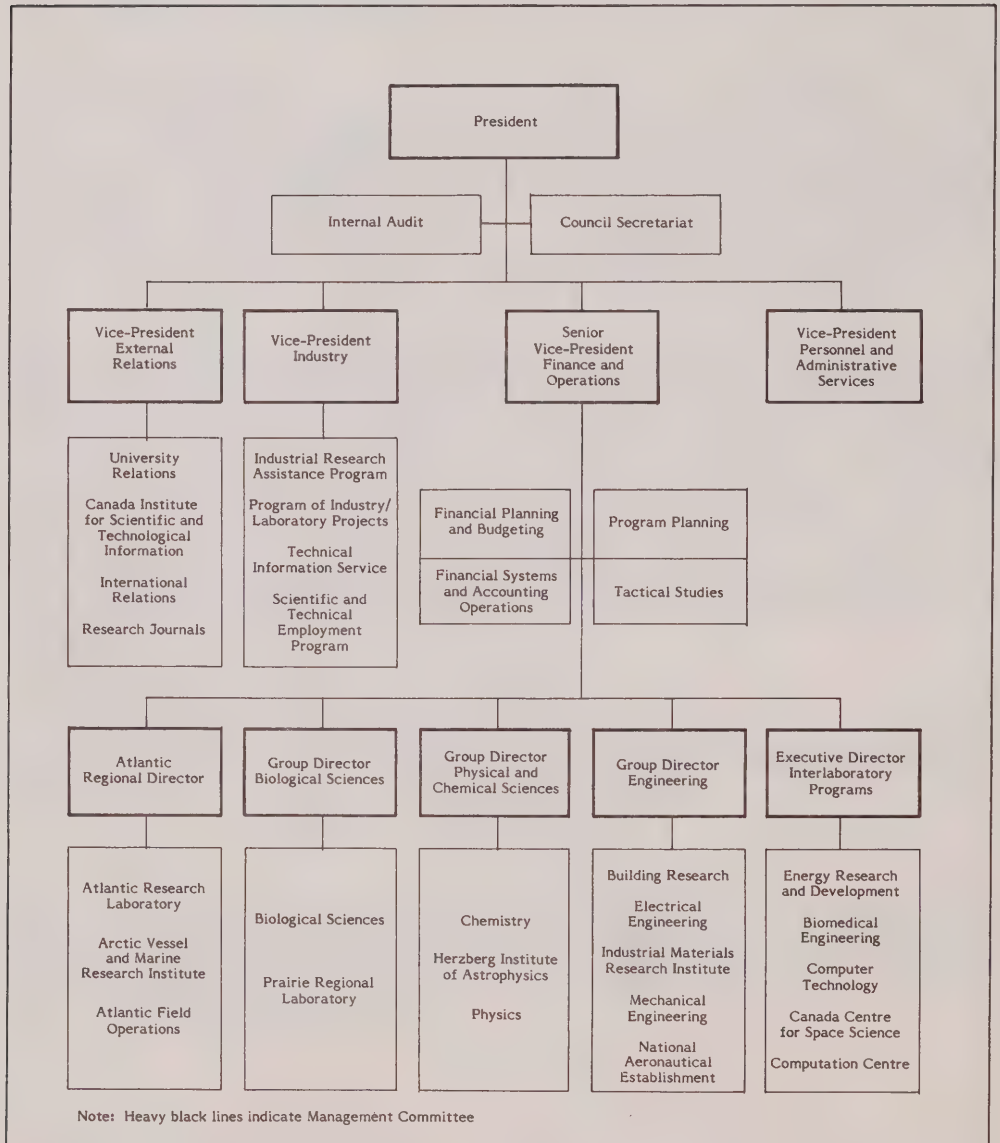 President
Internal Audit
Council Secretariat
Vice-President
External
Relations
Vice-President
Industry
Senior
Vice-President
Finance and
Operations
Vice-President
Personnel and
Administrative
Services
University
Relations
Canada Institute
for Scientific and
Technological
Information
International
Relations
Research Journals
Industrial Research
Assistance Program
Program of Industry/
Laboratory Projects
Technical
Information Service
Scientific and
Technical
Employment
Program
Financial Planning
and Budgeting
Program Planning
Financial Systems
and Accounting
Operations
Tactical Studies
Atlantic
Regional Director
Group Director
Biological Sciences
Group Director
Physical and
Chemical Sciences
Group Director
Engineering
Executive Director
Interlaboratory
Programs
Atlantic Research
Laboratory
Arctic Vessel
and Marine
Research Institute
Atlantic Field
Operations
Biological Sciences
Prairie Regional
Laboratory
Chemistry
Herzberg Institute
of Astrophysics
Physics
Building Research
Electrical
Engineering
Industrial Materials
Research Institute
Mechanical
Engineering
National
Aeronautical
Establishment
Energy Research
and Development
Biomedical
Engineering
Computer
Technology
Canada Centre
for Space Science
Computation Centre
Note: Heavy black lines indicate Management Committee